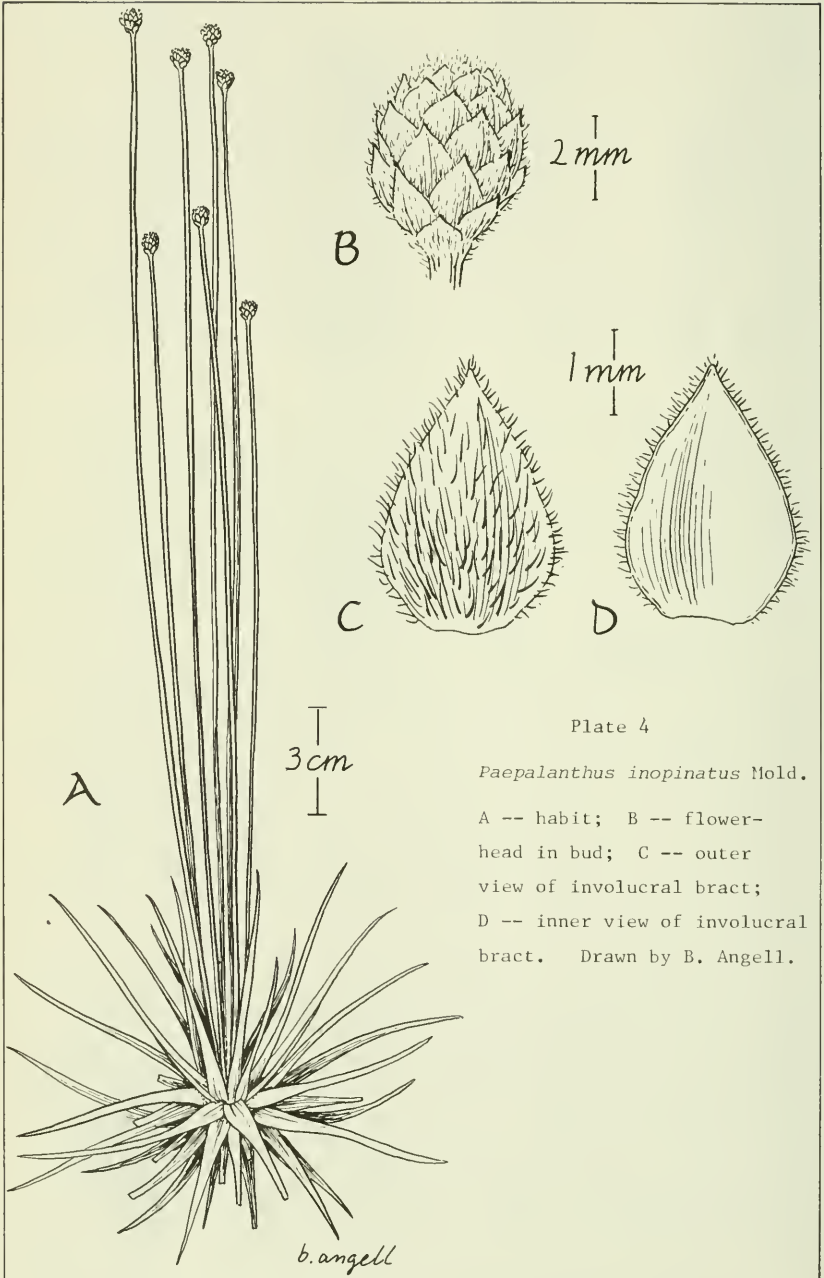 B
2 mm
1 mm
C
D
A
3 cm
Plate 4
Paepalanthus inopinatus Mold.
A -- habit; B -- flower-
head in bud; C -- outer
view of involucral bract;
D -- inner view of involucral
bract. Drawn by B. Angell.
b. angell